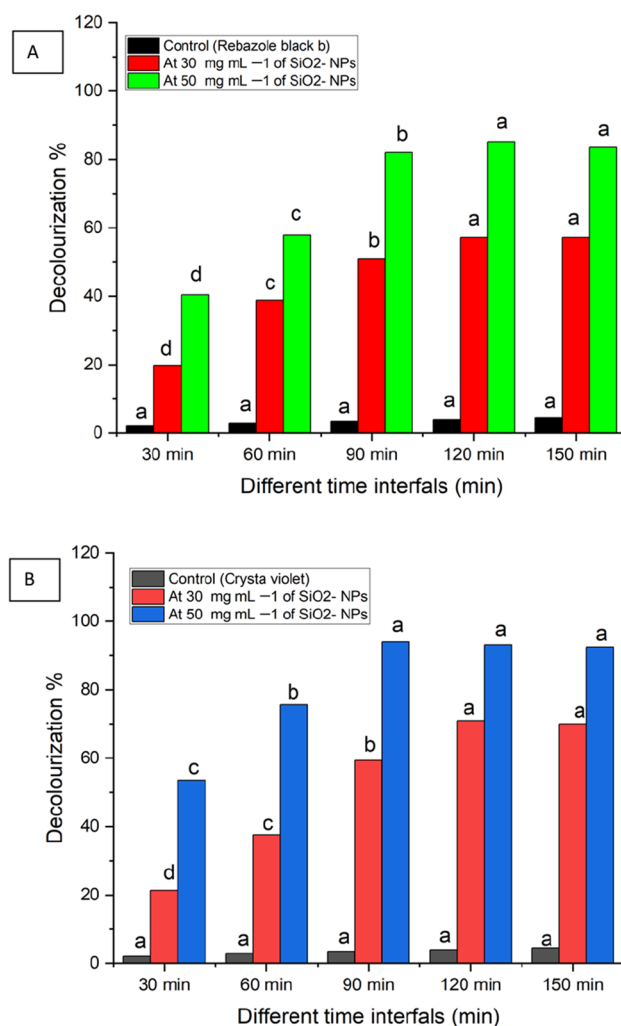 A
120
Control (Rebazole black b)
At 30 mg mL −1 of SiO2- NPs
At 50 mg mL −1 of SiO2- NPs
100
80
60
40
20
0
Decolourization %
a d d
a c c
a b b
a a a
a a a
30 min 60 min 90 min 120 min 150 min
Different time interfals (min)
B
120
Control (Crysta violet)
At 30 mg mL −1 of SiO2- NPs
At 50 mg mL −1 of SiO2- NPs
100
80
60
40
20
0
Decolourization %
a d c
a c b
a b a
a a a
a a a
30 min 60 min 90 min 120 min 150 min
Different time interfals (min)